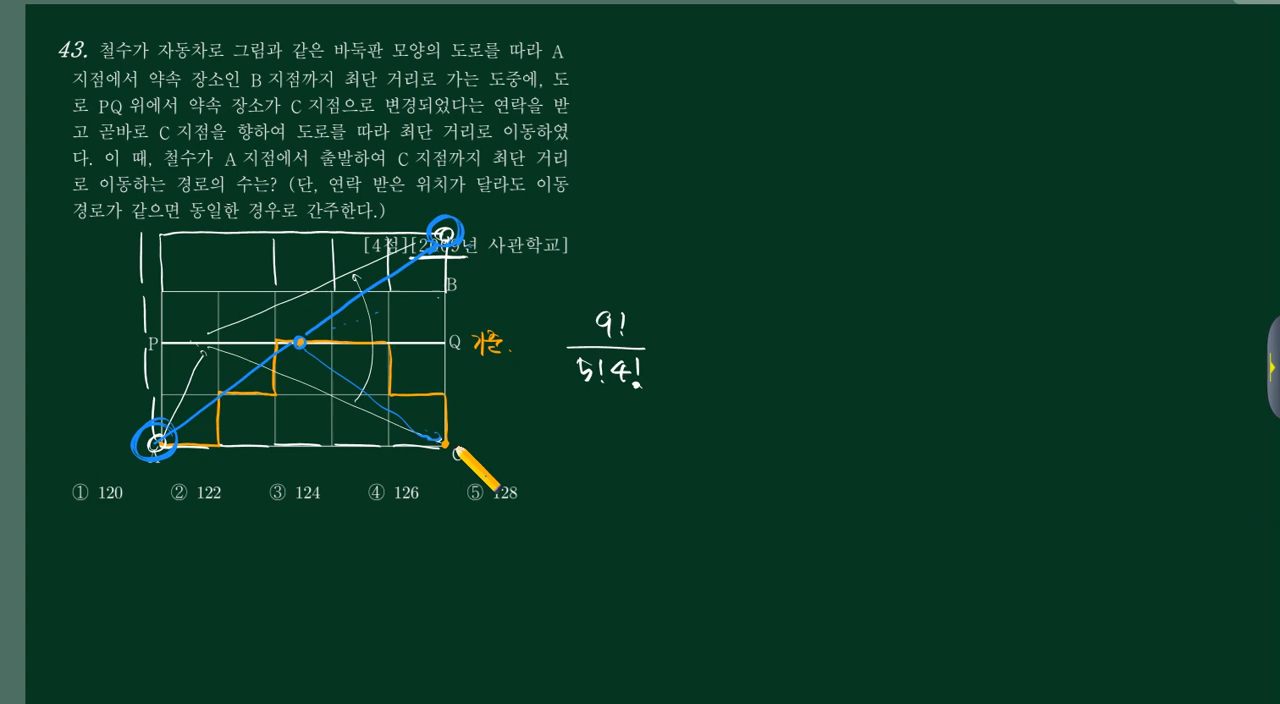 43. 철수가 자동차로 그림과 같은 바둑판 모양의 도로를 따라 A
지점에서 약속 장소인 B 지점까지 최단 거리로 가는 도중에, 도
로 PQ 위에서 약속 장소가 C 지점으로 변경되었다는 연락을 받
고 곧바로 C 지점을 향하여 도로를 따라 최단 거리로 이동하였
다. 이 때, 철수가 A 지점에서 출발하여 C 지점까지 최단 거리
로 이동하는 경로의 수는? (단, 연락 받은 위치가 달라도 이동
경로가 같으면 동일한 경우로 간주한다.)
[4점][2009년 사관학교]
B
P
Q 기준.
9!
5!4!
① 120 ② 122 ③ 124 ④ 126 ⑤ 128